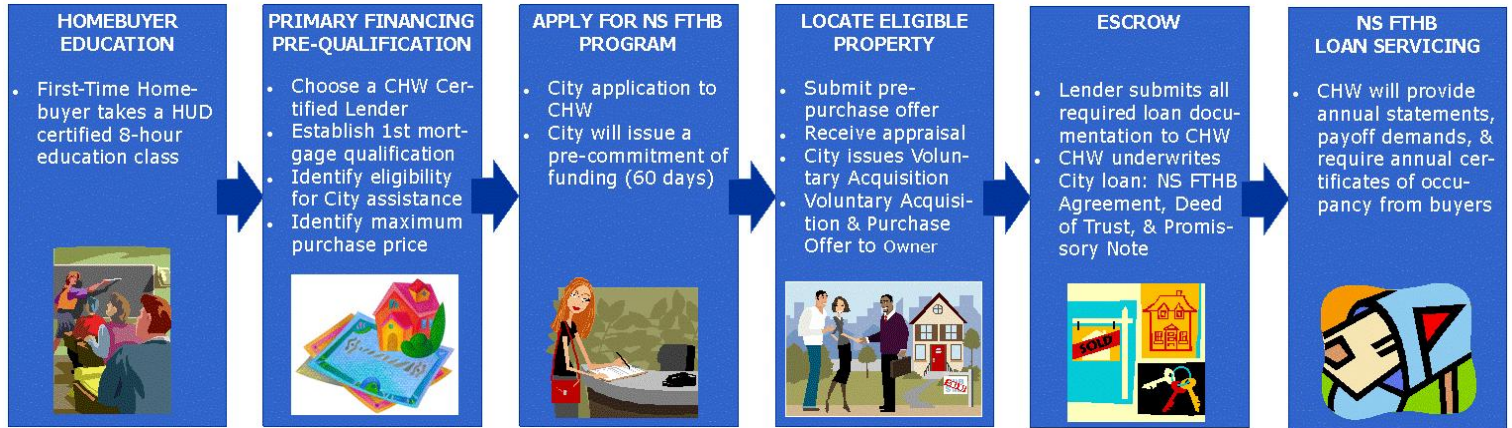 HOMEBUYER
EDUCATION
• First-Time Home-
buyer takes a HUD
certified 8-hour
education class
PRIMARY FINANCING
PRE-QUALIFICATION
• Choose a CHW Cer-
tified Lender
• Establish 1st mort-
gage qualification
• Identify eligibility
for City assistance
• Identify maximum
purchase price
APPLY FOR NS FTHB
PROGRAM
• City application to
CHW
• City will issue a
pre-commitment of
funding (60 days)
LOCATE ELIGIBLE
PROPERTY
• Submit pre-
purchase offer
• Receive appraisal
• City issues Volun-
tary Acquisition
• Voluntary Acquisi-
tion & Purchase
Offer to Owner
ESCROW
• Lender submits all
required loan docu-
mentation to CHW
• CHW underwrites
City loan: NS FTHB
Agreement, Deed
of Trust, & Promis-
sory Note
SOLD
NS FTHB
LOAN SERVICING
• CHW will provide
annual statements,
payoff demands, &
require annual cer-
tificates of occu-
pancy from buyers